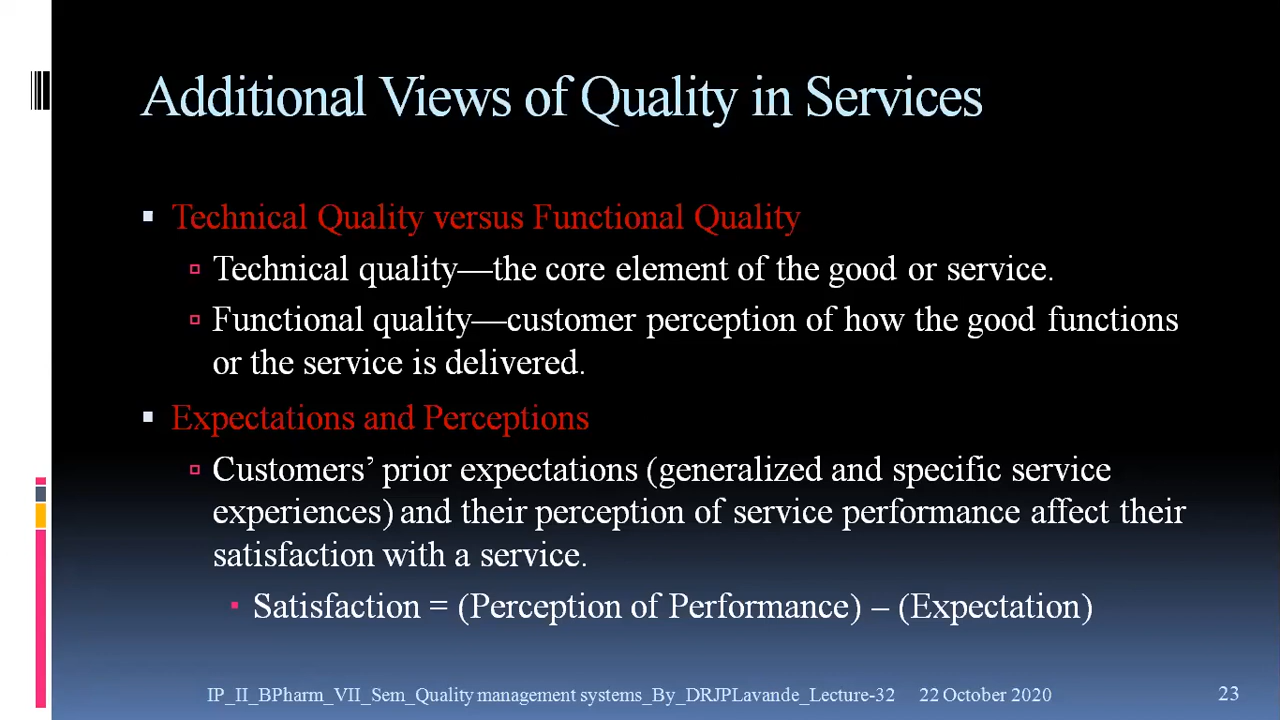 Additional Views of Quality in Services
Technical Quality versus Functional Quality
Technical quality—the core element of the good or service.
Functional quality—customer perception of how the good functions
or the service is delivered.
Expectations and Perceptions
Customers’ prior expectations (generalized and specific service
experiences) and their perception of service performance affect their
satisfaction with a service.
Satisfaction = (Perception of Performance) – (Expectation)
IP_II_BPharm_VII_Sem_Quality management systems_By_DRJPLavande_Lecture-32 22 October 2020 23